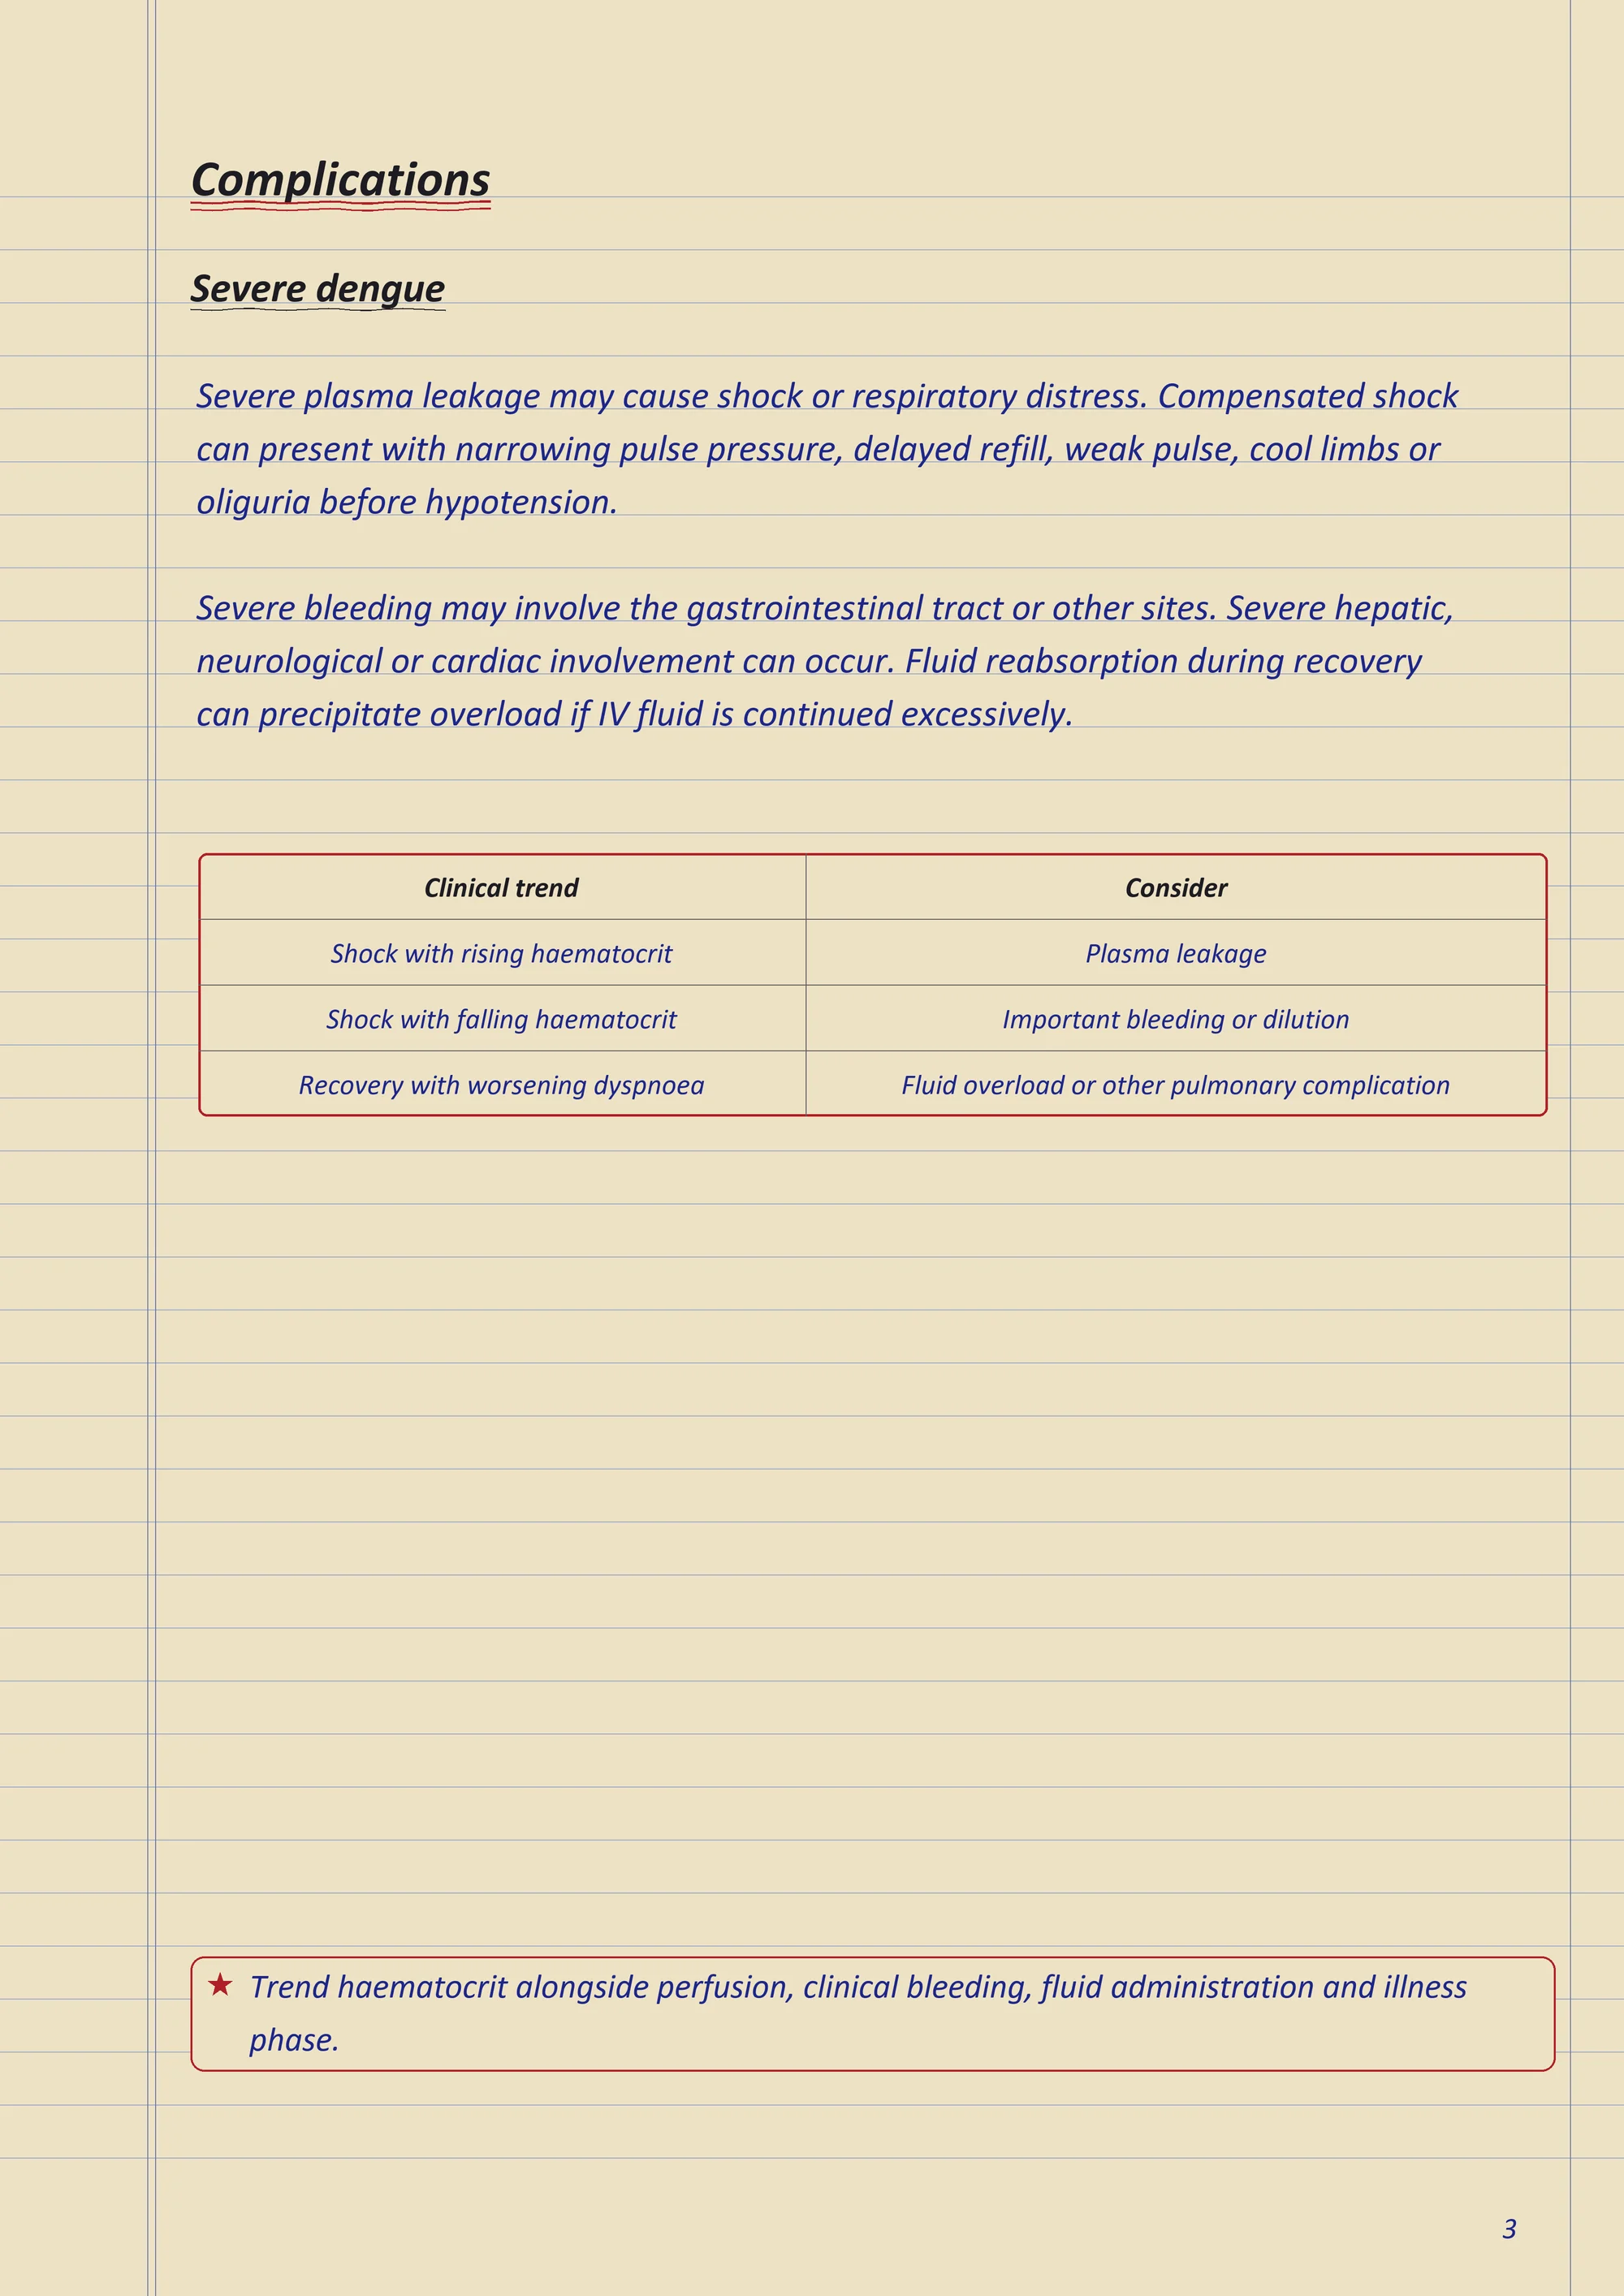 Complications
Severe dengue
Severe plasma leakage may cause shock or respiratory distress. Compensated shock
can present with narrowing pulse pressure, delayed refill, weak pulse, cool limbs or
oliguria before hypotension.
Severe bleeding may involve the gastrointestinal tract or other sites. Severe hepatic,
neurological or cardiac involvement can occur. Fluid reabsorption during recovery
can precipitate overload if IV fluid is continued excessively.
Clinical trend Consider
Shock with rising haematocrit Plasma leakage
Shock with falling haematocrit Important bleeding or dilution
Recovery with worsening dyspnoea Fluid overload or other pulmonary complication
★ Trend haematocrit alongside perfusion, clinical bleeding, fluid administration and illness
phase.
3